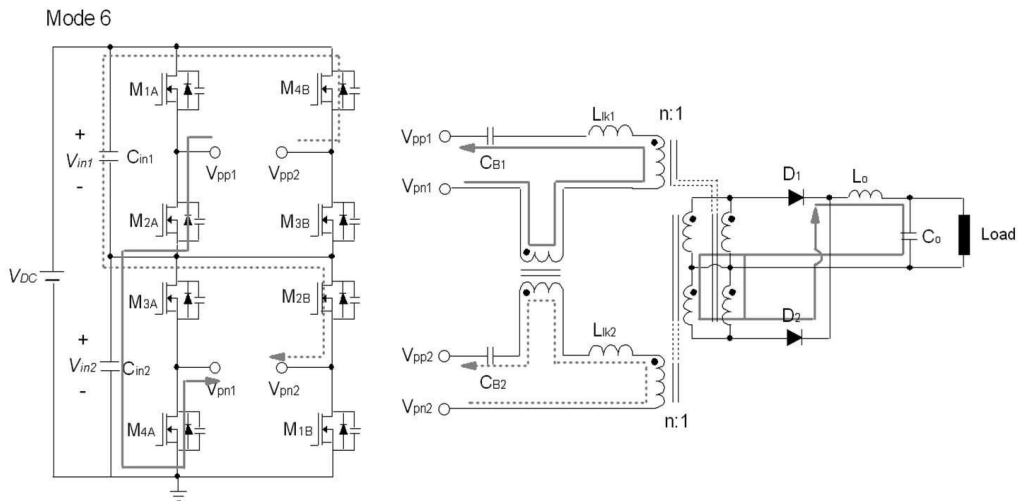 Mode 6
M1A
M4B
+
Vin1
-
Cin1
Vpp1
Vpp2
M2A
M3B
VDC
M3A
M2B
+
Vin2
-
Cin2
Vpn1
Vpn2
M4A
M1B
Llk1
n:1
Vpp1
CB1
Vpn1
D1
Lo
Co
Load
D2
Llk2
Vpp2
CB2
Vpn2
n:1